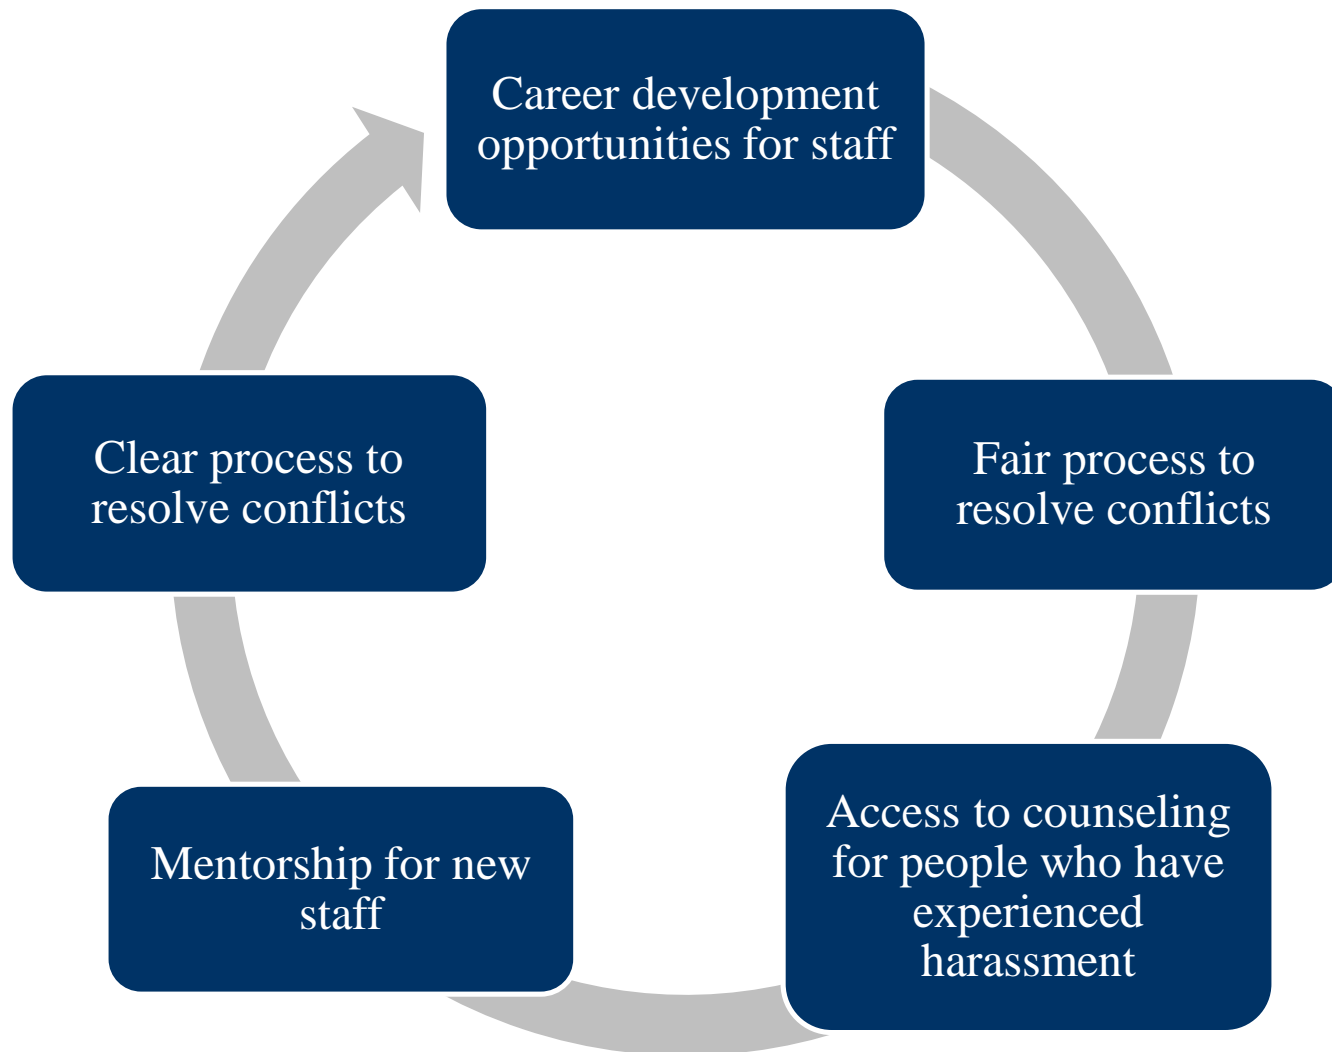 Career development
opportunities for staff
Fair process to
resolve conflicts
Access to counseling
for people who have
experienced
harassment
Mentorship for new
staff
Clear process to
resolve conflicts